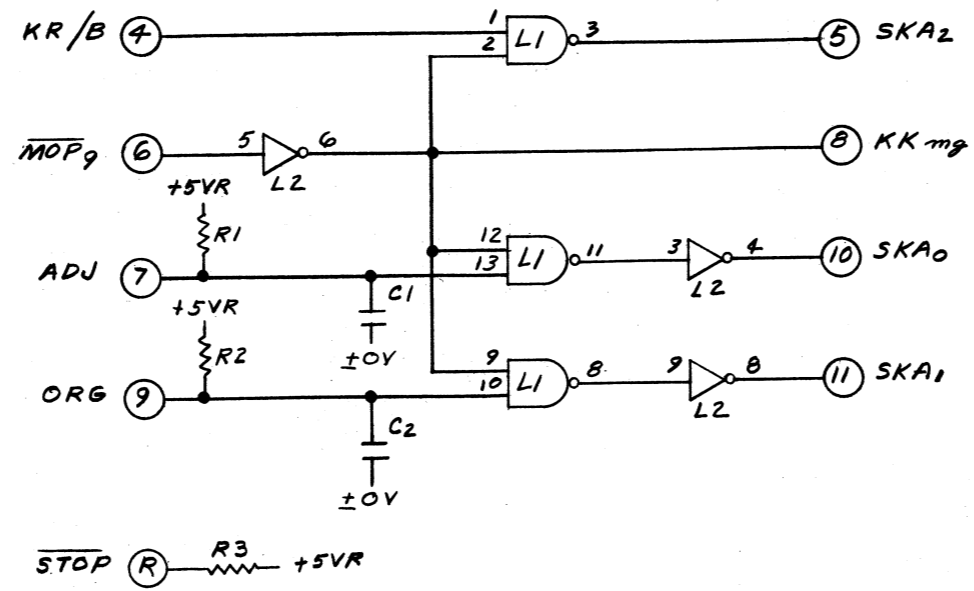 KR/B 4 1 2 L1 3 5 SKA2
MOP9 6 5 6 L2 8 KK mg
+5VR
R1
ADJ 7 12 13 L1 11 3 4 L2 10 SKA0
C1
±0V
+5VR
R2
ORG 9 9 10 L1 8 9 8 L2 11 SKA1
C2
±0V
STOP R R3 +5VR